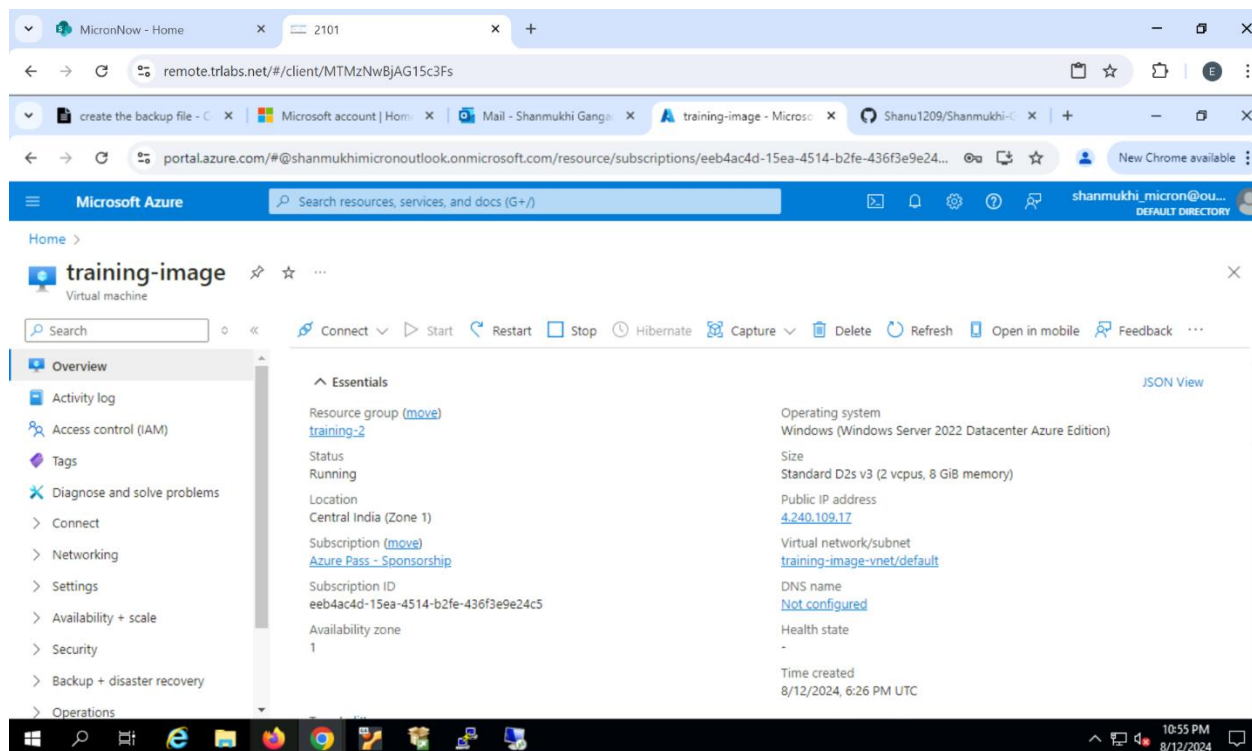 MicronNow - Home
2101
remote.trlabs.net/#/client/MTMzNwBjAG15c3Fs
E
create the backup file - C
Microsoft account | Hom
Mail - Shanmukhi Ganga
training-image - Microso
Shanu1209/Shanmukhi-G
portal.azure.com/#@shanmukhimicronoutlook.onmicrosoft.com/resource/subscriptions/eeb4ac4d-15ea-4514-b2fe-436f3e9e24...
New Chrome available
Microsoft Azure
Search resources, services, and docs (G+/)
shanmukhi_micron@ou...
DEFAULT DIRECTORY
Home >
training-image
Virtual machine
Search
Connect
Start
Restart
Stop
Hibernate
Capture
Delete
Refresh
Open in mobile
Feedback
Overview
Activity log
Access control (IAM)
Tags
Diagnose and solve problems
Connect
Networking
Settings
Availability + scale
Security
Backup + disaster recovery
Operations
Essentials
JSON View
Resource group (move)
training-2
Status
Running
Location
Central India (Zone 1)
Subscription (move)
Azure Pass - Sponsorship
Subscription ID
eeb4ac4d-15ea-4514-b2fe-436f3e9e24c5
Availability zone
1
Operating system
Windows (Windows Server 2022 Datacenter Azure Edition)
Size
Standard D2s v3 (2 vcpus, 8 GiB memory)
Public IP address
4.240.109.17
Virtual network/subnet
training-image-vnet/default
DNS name
Not configured
Health state
-
Time created
8/12/2024, 6:26 PM UTC
10:55 PM
8/12/2024